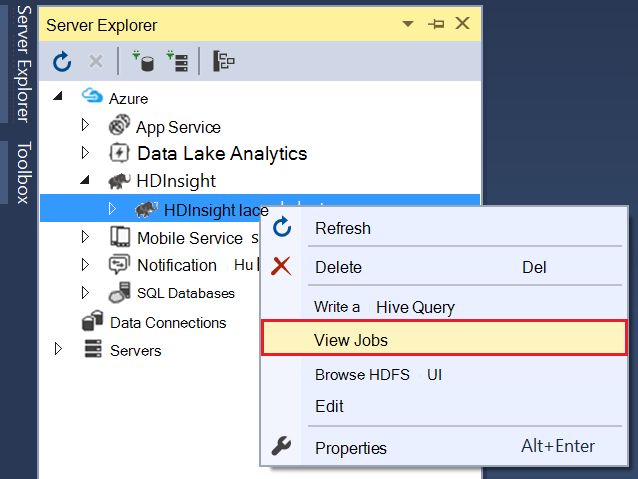 Server Explorer
Toolbox
Server Explorer
Azure
App Service
Data Lake Analytics
HDInsight
HDInsight lace
Mobile Service s
Notification Hu
SQL Databases
Data Connections
Servers
Refresh
Delete Del
Write a Hive Query
View Jobs
Browse HDFS UI
Edit
Properties Alt+Enter